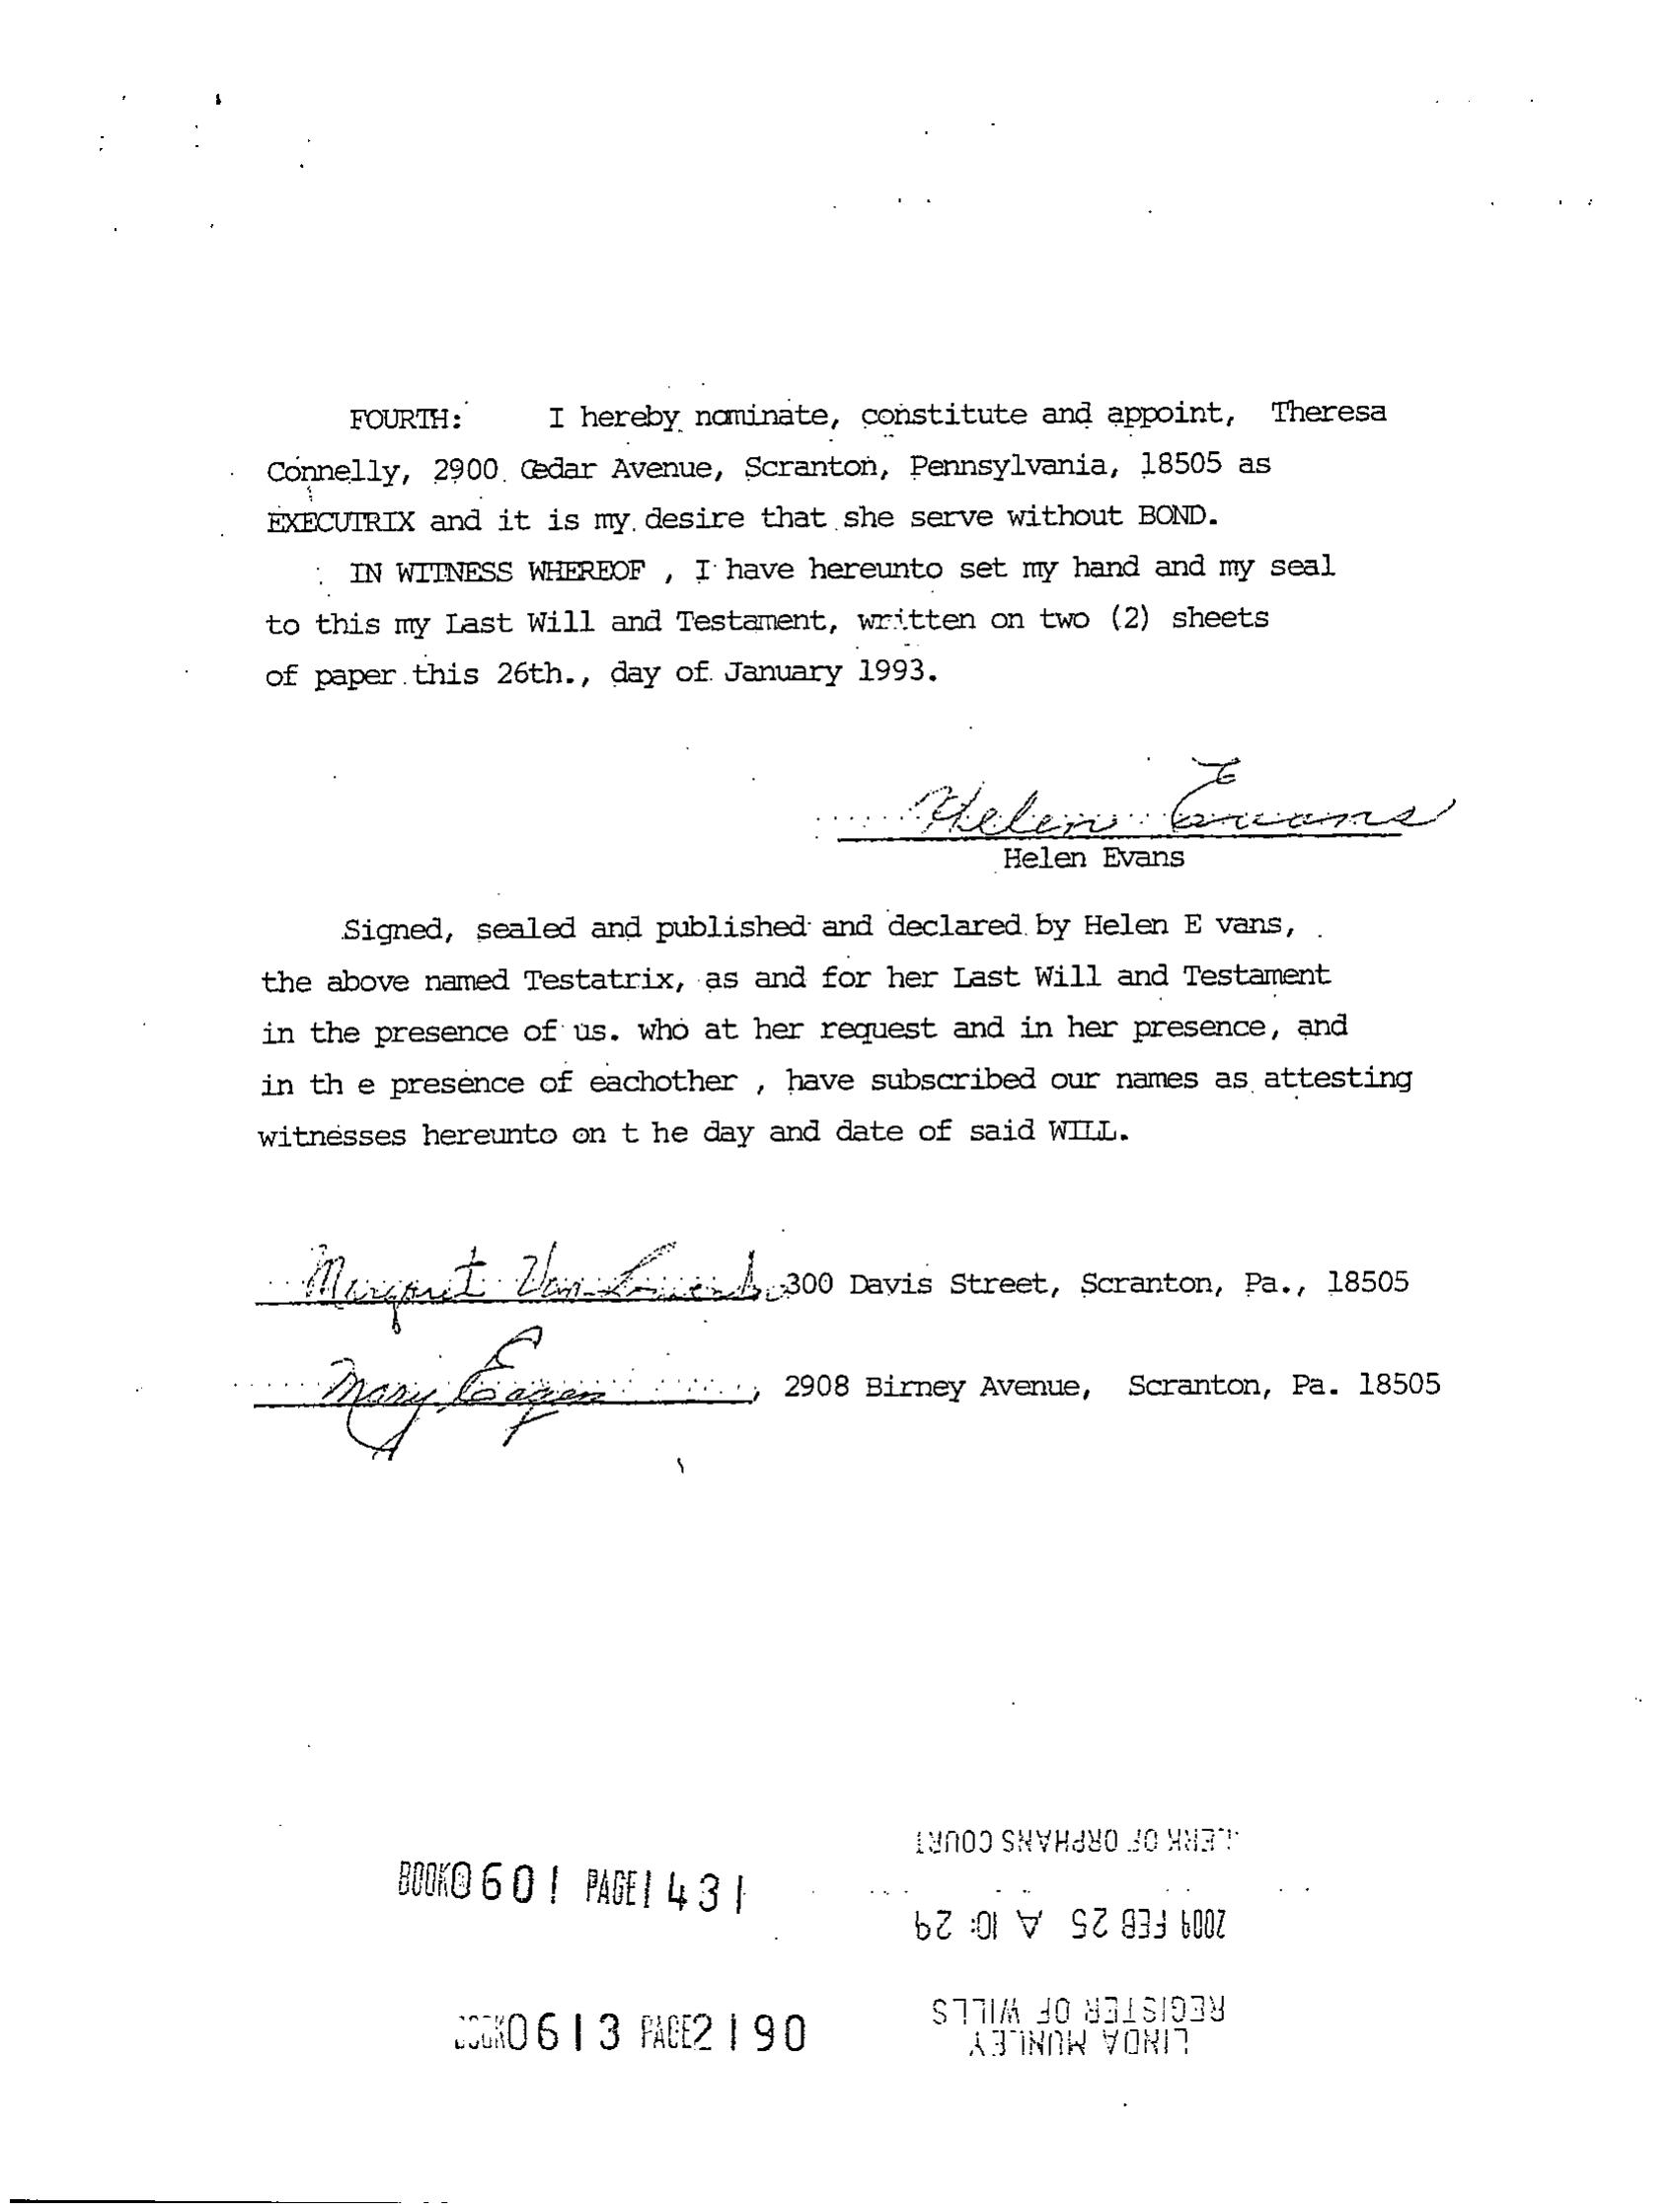 FOURTH: I hereby nominate, constitute and appoint, Theresa
Connelly, 2900 Cedar Avenue, Scranton, Pennsylvania, 18505 as
EXECUTRIX and it is my desire that she serve without BOND.
IN WITNESS WHEREOF , I have hereunto set my hand and my seal
to this my Last Will and Testament, written on two (2) sheets
of paper this 26th., day of January 1993.
Helen Evans
Helen Evans
Signed, sealed and published and declared by Helen E vans,
the above named Testatrix, as and for her Last Will and Testament
in the presence of us. who at her request and in her presence, and
in th e presence of eachother , have subscribed our names as attesting
witnesses hereunto on t he day and date of said WILL.
Margaret Van 300 Davis Street, Scranton, Pa., 18505
Mary Eagen , 2908 Birney Avenue, Scranton, Pa. 18505
BOOK0601 PAGE1431
BOOK0613 PAGE2190
LINDA MUNLEY
REGISTER OF WILLS
2009 FEB 25 A 10: 29
CLERK OF ORPHANS COURT